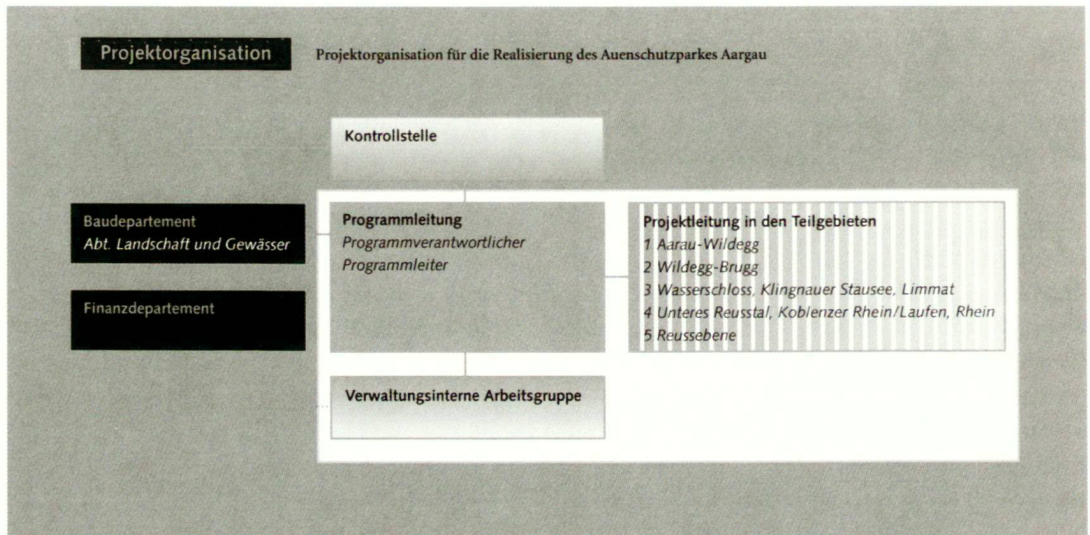 Projektorganisation
Projektorganisation für die Realisierung des Auenschutzparkes Aargau
Kontrollstelle
Baudepartement
Abt. Landschaft und Gewässer
Finanzdepartement
Programmleitung
Programmverantwortlicher
Programmleiter
Projektleitung in den Teilgebieten
1 Aarau-Wildegg
2 Wildegg-Brugg
3 Wasserschloss, Klingnauer Stausee, Limmat
4 Unteres Reusstal, Koblenzer Rhein/Laufen, Rhein
5 Reussebene
Verwaltungsinterne Arbeitsgruppe